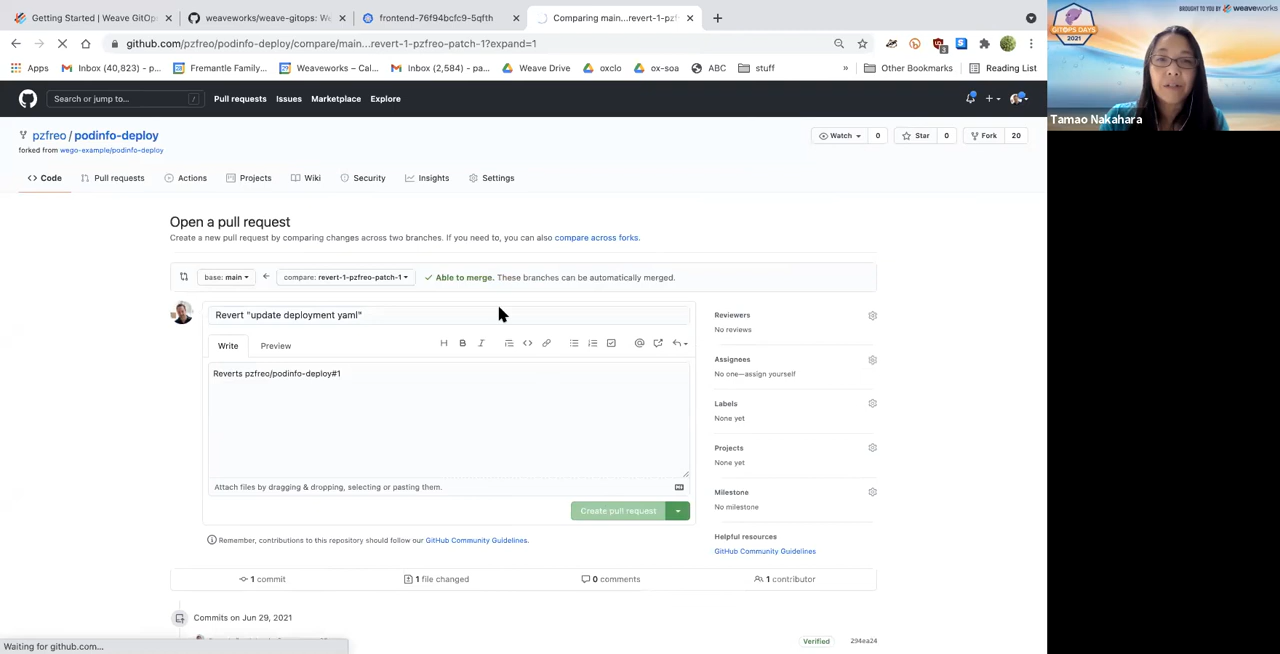 Getting Started | Weave GitOp
weaveworks/weave-gitops: We
frontend-76f94bcfc9-5qfth
Comparing main...revert-1-pzf
github.com/pzfreo/podinfo-deploy/compare/main...revert-1-pzfreo-patch-1?expand=1
3
Apps
Inbox (40,823) - p...
Fremantle Family...
Weaveworks – Cal...
Inbox (2,584) - p...
Weave Drive
oxclo
ox-soa
ABC
stuff
»
Other Bookmarks
Reading List
Search or jump to...
/
Pull requests
Issues
Marketplace
Explore
pzfreo / podinfo-deploy
forked from wego-example/podinfo-deploy
Watch
0
Star
0
Fork
20
Code
Pull requests
Actions
Projects
Wiki
Security
Insights
Settings
Open a pull request
Create a new pull request by comparing changes across two branches. If you need to, you can also compare across forks.
base: main
compare: revert-1-pzfreo-patch-1
Able to merge. These branches can be automatically merged.
Revert "update deployment yaml"
Write
Preview
Reverts pzfreo/podinfo-deploy#1
Attach files by dragging & dropping, selecting or pasting them.
Create pull request
Remember, contributions to this repository should follow our GitHub Community Guidelines.
Reviewers
No reviews
Assignees
No one—assign yourself
Labels
None yet
Projects
None yet
Milestone
No milestone
Helpful resources
GitHub Community Guidelines
1 commit
1 file changed
0 comments
1 contributor
Commits on Jun 29, 2021
Verified
294ea24
Waiting for github.com...
BROUGHT TO YOU BY weaveworks
GITOPS DAYS
2021
Tamao Nakahara